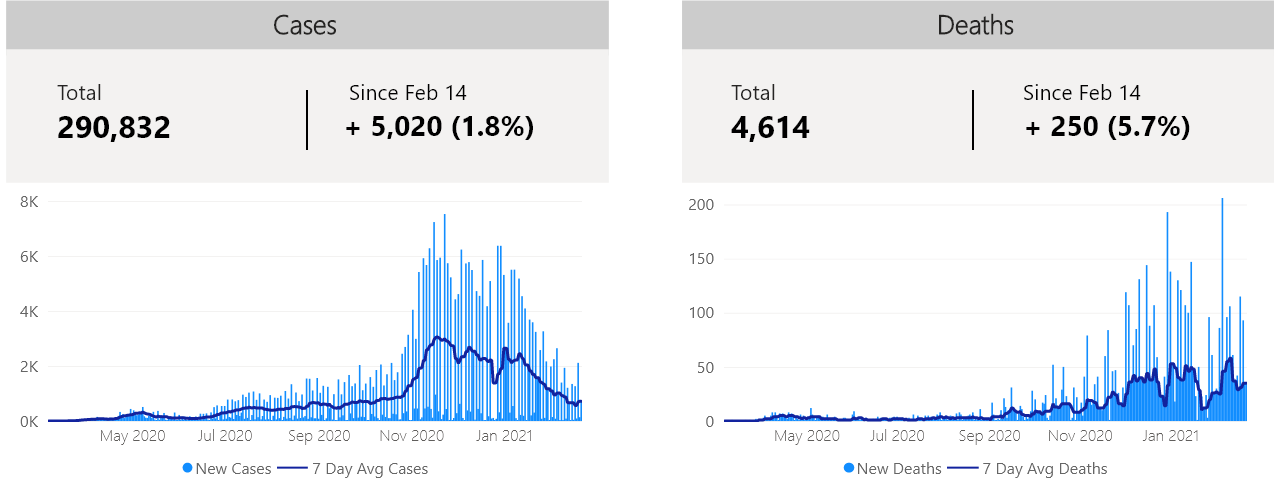 Cases
Total
290,832
Since Feb 14
+ 5,020 (1.8%)
8K
6K
4K
2K
0K
May 2020 Jul 2020 Sep 2020 Nov 2020 Jan 2021
New Cases 7 Day Avg Cases
Deaths
Total
4,614
Since Feb 14
+ 250 (5.7%)
200
150
100
50
0
May 2020 Jul 2020 Sep 2020 Nov 2020 Jan 2021
New Deaths 7 Day Avg Deaths